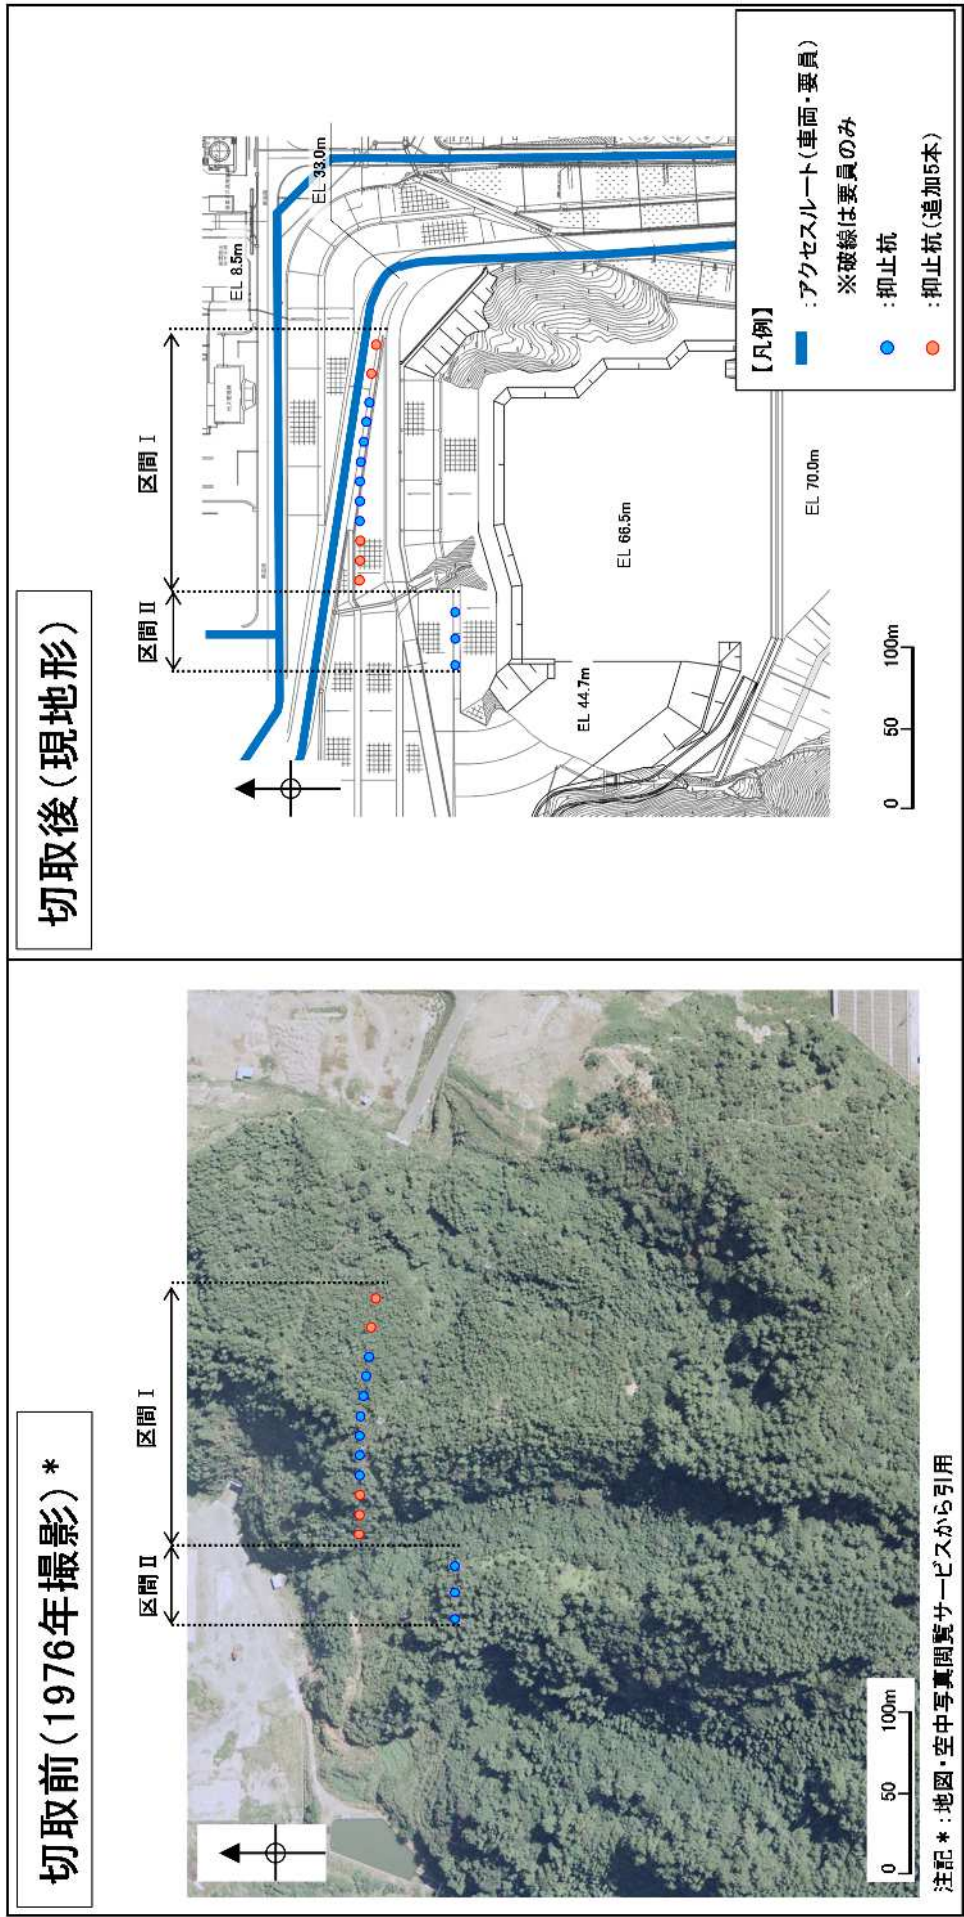 切取前(1976年撮影)*
区間Ⅱ
区間Ⅰ
0
50
100m
注記*:地図・空中写真閲覧サービスから引用
切取後(現地形)
区間Ⅱ
区間Ⅰ
EL 8.5m
EL 33.0m
EL 66.5m
EL 44.7m
EL 70.0m
0
50
100m
【凡例】
:アクセスルート(車両・要員)
※破線は要員のみ
:抑止杭
:抑止杭(追加5本)